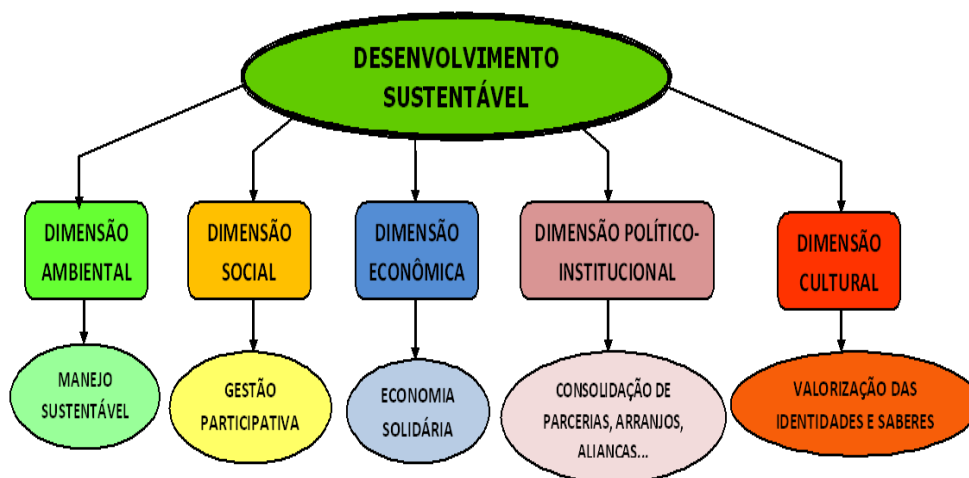 DESENVOLVIMENTO
SUSTENTÁVEL
DIMENSÃO
AMBIENTAL
DIMENSÃO
SOCIAL
DIMENSÃO
ECONÔMICA
DIMENSÃO POLÍTICO-
INSTITUCIONAL
DIMENSÃO
CULTURAL
MANEJO
SUSTENTÁVEL
GESTÃO
PARTICIPATIVA
ECONOMIA
SOLIDÁRIA
CONSOLIDAÇÃO DE
PARCERIAS, ARRANJOS,
ALIANCAS...
VALORIZAÇÃO DAS
IDENTIDADES E SABERES